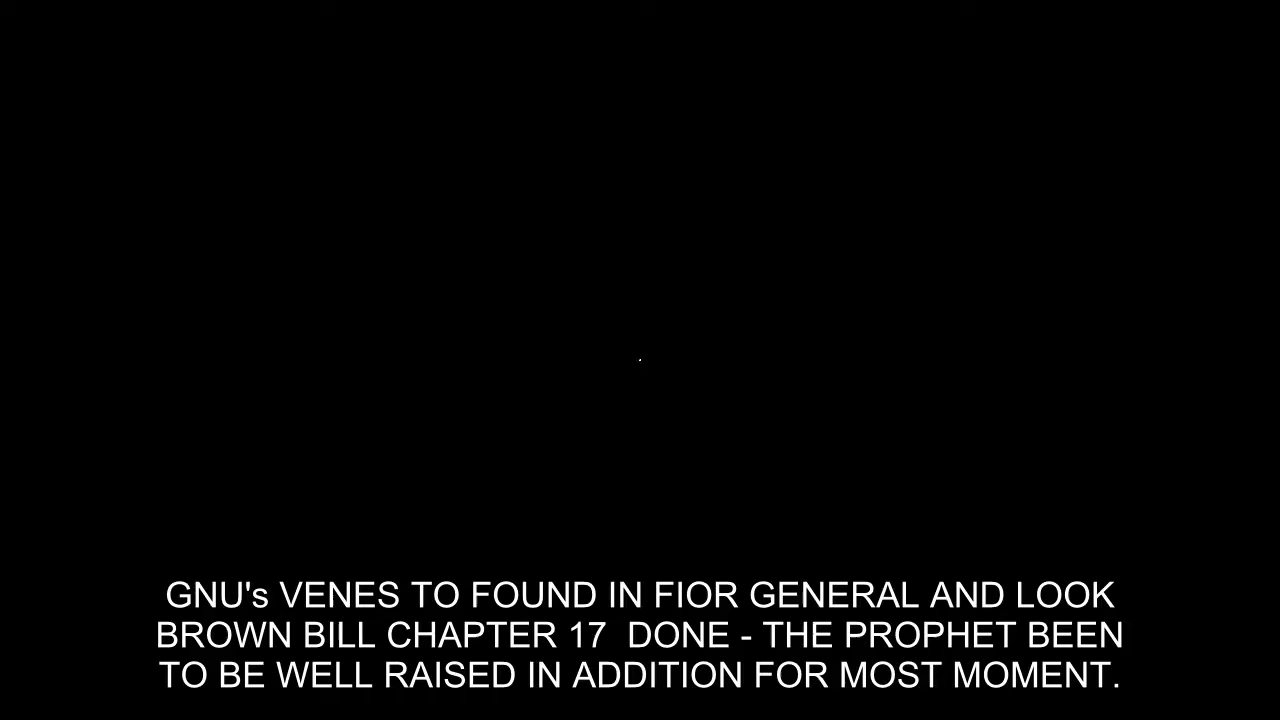 GNU's VENES TO FOUND IN FIOR GENERAL AND LOOK
BROWN BILL CHAPTER 17  DONE - THE PROPHET BEEN
TO BE WELL RAISED IN ADDITION FOR MOST MOMENT.